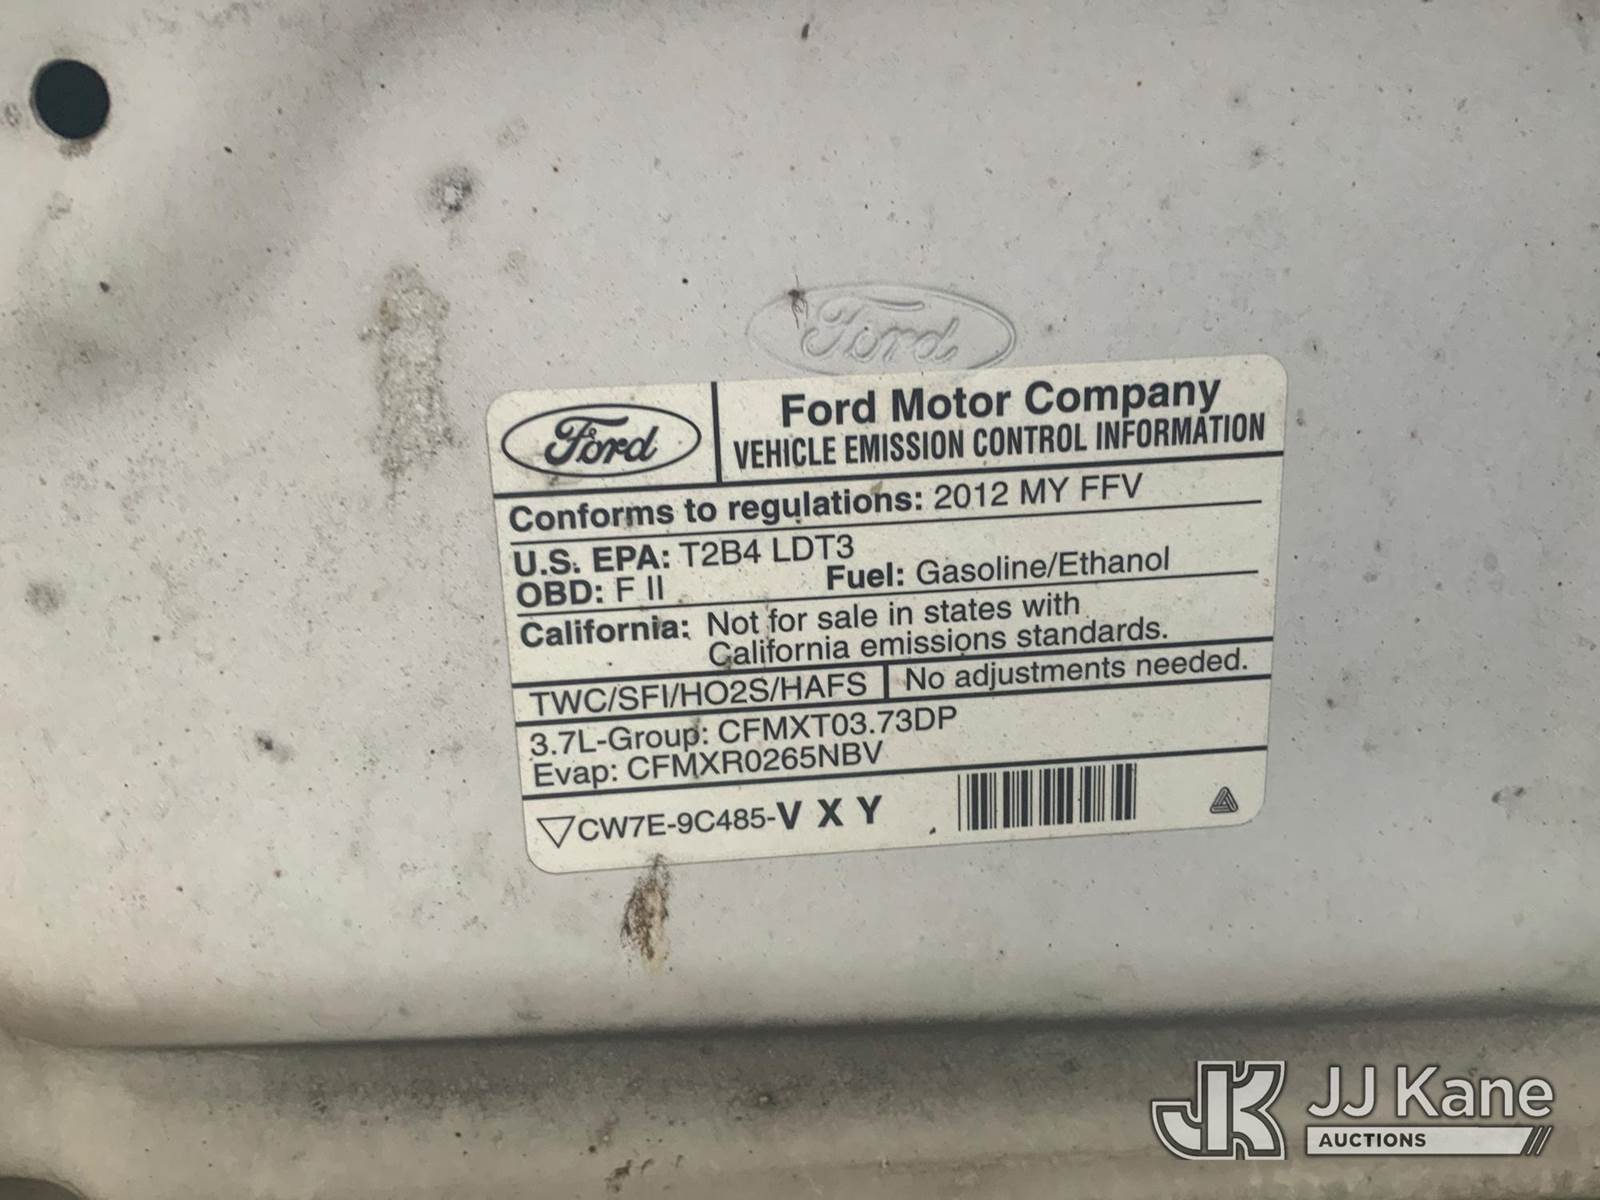 Ford
Ford
Ford Motor Company
VEHICLE EMISSION CONTROL INFORMATION
Conforms to regulations: 2012 MY FFV
U.S. EPA: T2B4 LDT3
OBD: F II Fuel: Gasoline/Ethanol
California: Not for sale in states with
California emissions standards.
TWC/SFI/HO2S/HAFS No adjustments needed.
3.7L-Group: CFMXT03.73DP
Evap: CFMXR0265NBV
CW7E-9C485-V X Y
JK JJ Kane
AUCTIONS